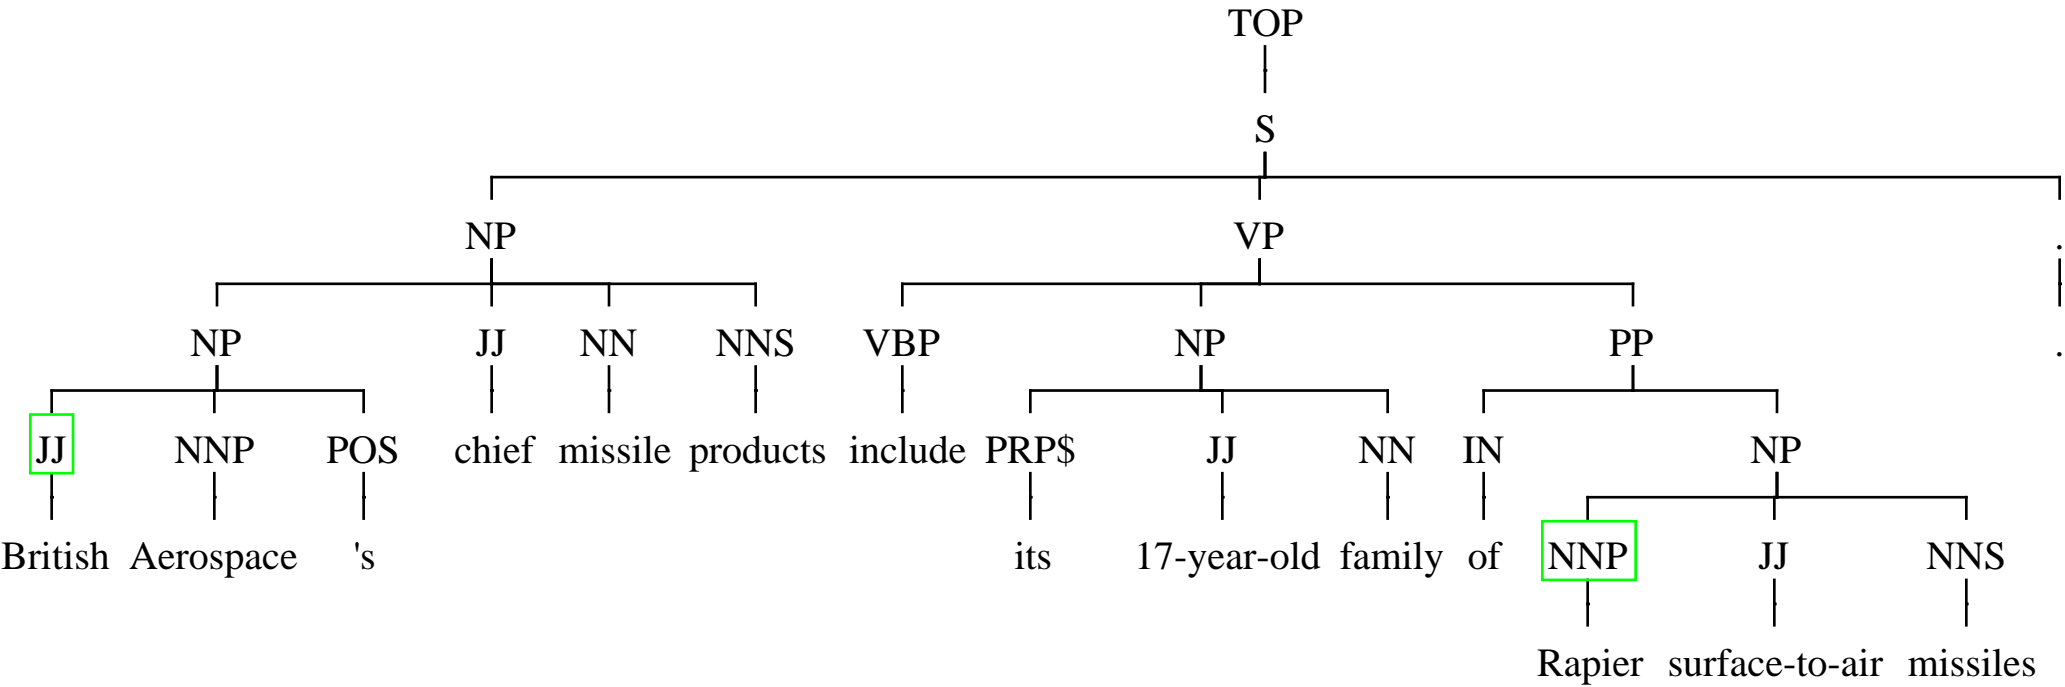 TOP
S
NP VP .
NP JJ NN NNS VBP NP PP .
JJ NNP POS chief missile products include PRP$ JJ NN IN NP
British Aerospace 's its 17-year-old family of NNP JJ NNS
Rapier surface-to-air missiles